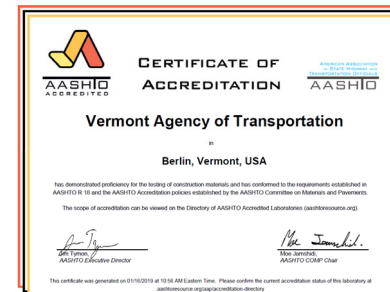 AASHTO
ACCREDITED
CERTIFICATE OF
ACCREDITATION
AMERICAN ASSOCIATION
OF STATE HIGHWAY AND
TRANSPORTATION OFFICIALS
AASHTO
Vermont Agency of Transportation
in
Berlin, Vermont, USA
has demonstrated proficiency for the testing of construction materials and has conformed to the requirements established in
AASHTO R 18 and the AASHTO Accreditation policies established by the AASHTO Committee on Materials and Pavements.
The scope of accreditation can be viewed on the Directory of AASHTO Accredited Laboratories (aashtoresource.org).
Jim Tymon,
AASHTO Executive Director
Moe Jamshidi,
AASHTO COMP Chair
This certificate was generated on 01/16/2019 at 10:56 AM Eastern Time. Please confirm the current accreditation status of this laboratory at
aashtoresource.org/aap/accreditation-directory